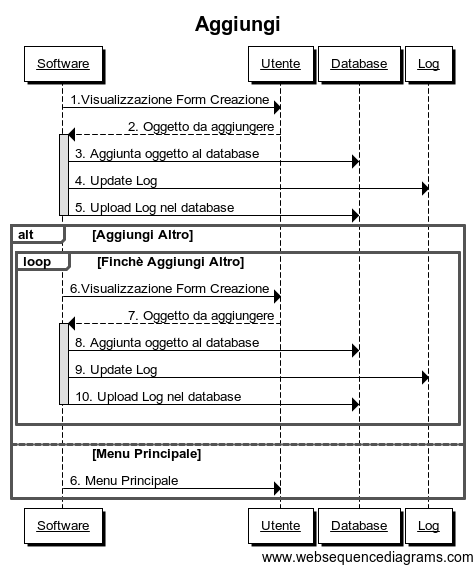 Aggiungi
Software Utente Database Log
1.Visualizzazione Form Creazione
2. Oggetto da aggiungere
3. Aggiunta oggetto al database
4. Update Log
5. Upload Log nel database
alt [Aggiungi Altro]
loop [Finchè Aggiungi Altro]
6.Visualizzazione Form Creazione
7. Oggetto da aggiungere
8. Aggiunta oggetto al database
9. Update Log
10. Upload Log nel database
[Menu Principale]
6. Menu Principale
Software Utente Database Log
www.websequencediagrams.com